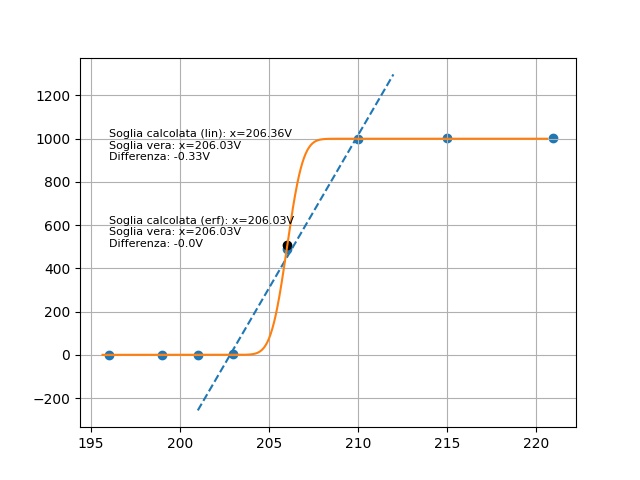 1200
1000
800
600
400
200
0
−200
Soglia calcolata (lin): x=206.36V
Soglia vera: x=206.03V
Differenza: -0.33V
Soglia calcolata (erf): x=206.03V
Soglia vera: x=206.03V
Differenza: -0.0V
195 200 205 210 215 220